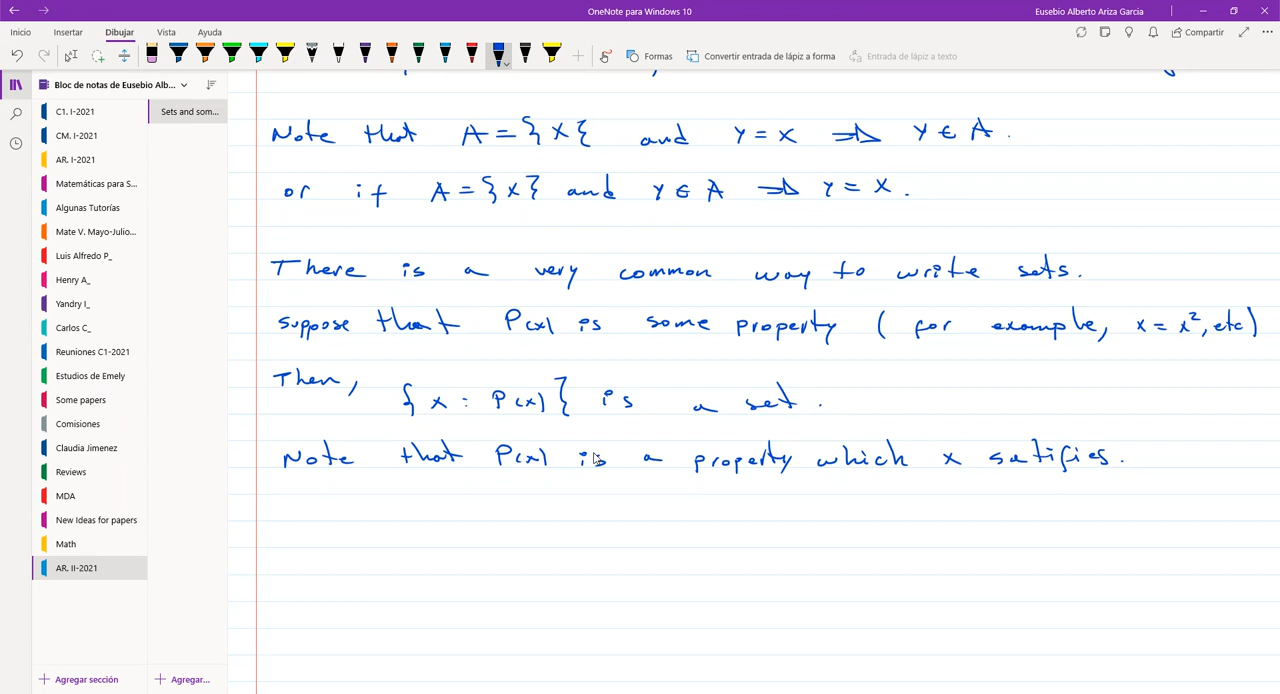 OneNote para Windows 10
Eusebio Alberto Ariza Garcia
Inicio
Insertar
Dibujar
Vista
Ayuda
Compartir
Formas
Convertir entrada de lápiz a forma
Entrada de lápiz a texto
Bloc de notas de Eusebio Alb...
C1. I-2021
CM. I-2021
AR. I-2021
Matemáticas para S...
Algunas Tutorías
Mate V. Mayo-Julio...
Luis Alfredo P_
Henry A_
Yandry I_
Carlos C_
Reuniones C1-2021
Estudios de Emely
Some papers
Comisiones
Claudia Jimenez
Reviews
MDA
New Ideas for papers
Math
AR. II-2021
Agregar sección
Sets and som...
Agregar...
Note that A = { x { and y = x ⇒ y ∈ A.
or if A = { x } and y ∈ A ⇒ y = x.
There is a very common way to write sets.
suppose that P(x) is some property ( for example, x = x², etc)
Then,
{ x : P(x) } is a set.
Note that P(x) is a property which x satifies.